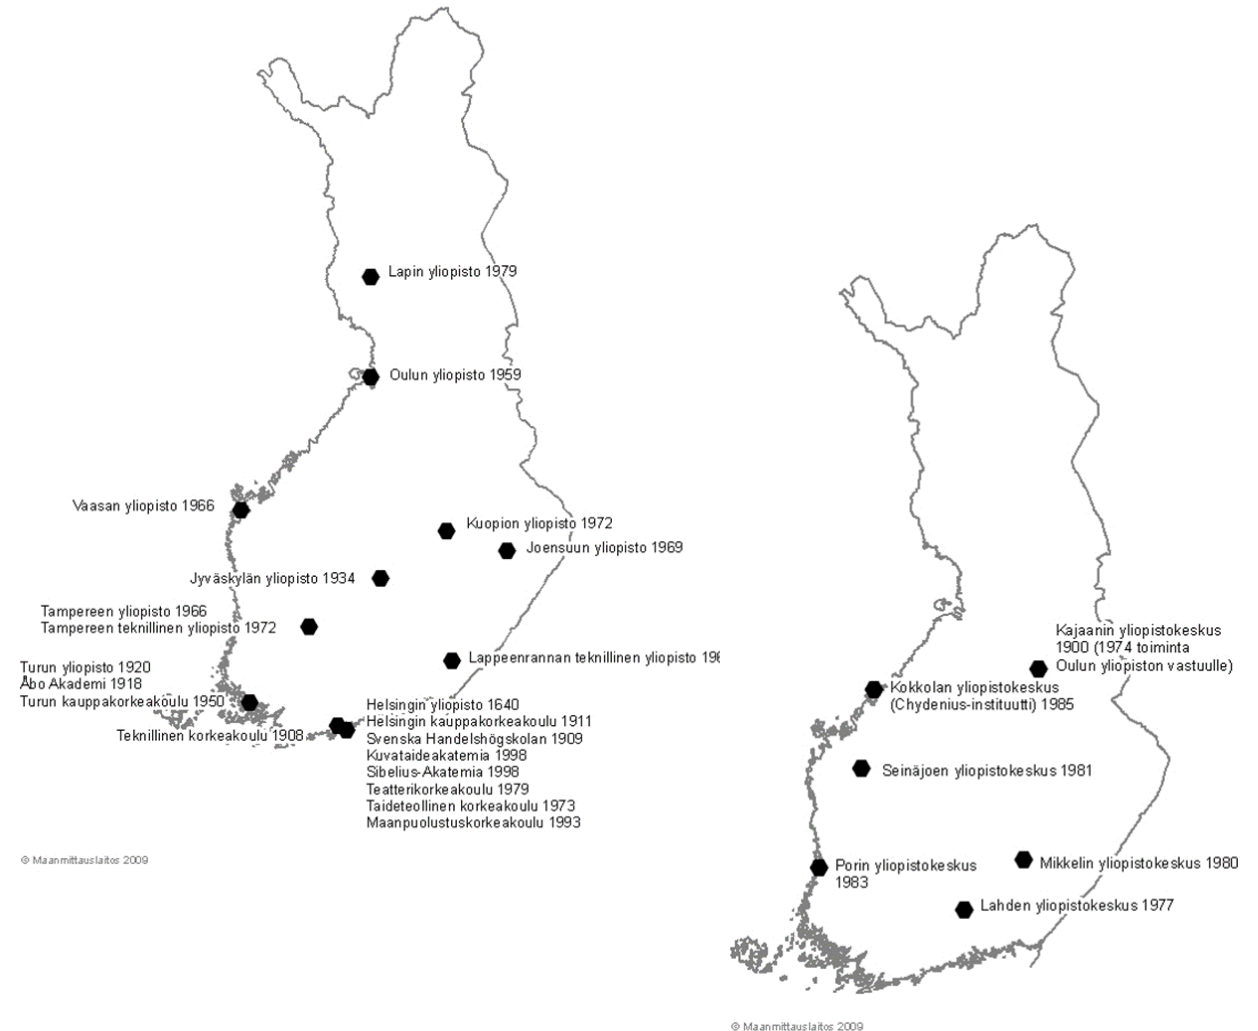 Lapin yliopisto 1979
Oulun yliopisto 1959
Vaasan yliopisto 1966
Kuopion yliopisto 1972
Joensuun yliopisto 1969
Jyväskylän yliopisto 1934
Tampereen yliopisto 1966
Tampereen teknillinen yliopisto 1972
Lappeenrannan teknillinen yliopisto
Turun yliopisto 1920
Åbo Akademi 1918
Turun kauppakorkeakoulu 1950
Teknillinen korkeakoulu 1908
Helsingin yliopisto 1640
Helsingin kauppakorkeakoulu 1911
Svenska Handelshögskolan 1909
Kuvataideakatemia 1998
Sibelius-Akatemia 1998
Teatterikorkeakoulu 1979
Taideteollinen korkeakoulu 1973
Maanpuolustuskorkeakoulu 1993
© Maanmittauslaitos 2009
Kajaanin yliopistokeskus
1900 (1974 toiminta
Oulun yliopiston vastuulle)
Kokkolan yliopistokeskus
(Chydenius-instituutti) 1985
Seinäjoen yliopistokeskus 1981
Porin yliopistokeskus
1983
Mikkelin yliopistokeskus 1980
Lahden yliopistokeskus 1977
© Maanmittauslaitos 2009